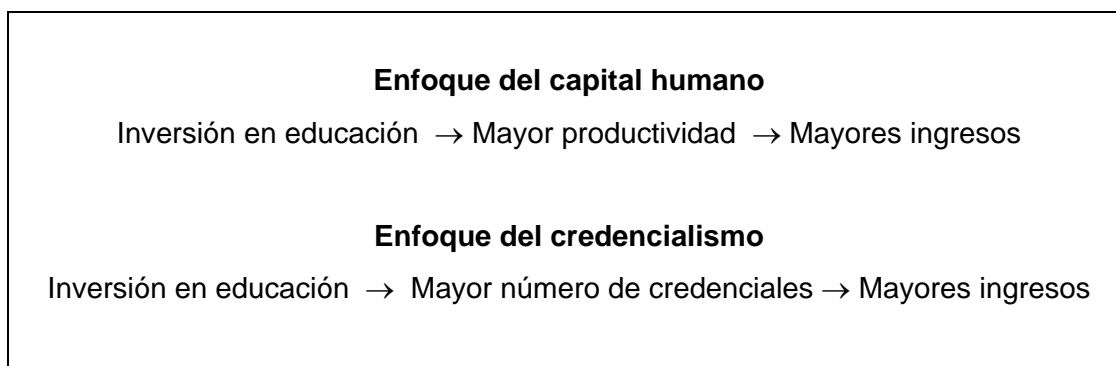 Enfoque del capital humano
Inversión en educación → Mayor productividad → Mayores ingresos
Enfoque del credencialismo
Inversión en educación → Mayor número de credenciales → Mayores ingresos